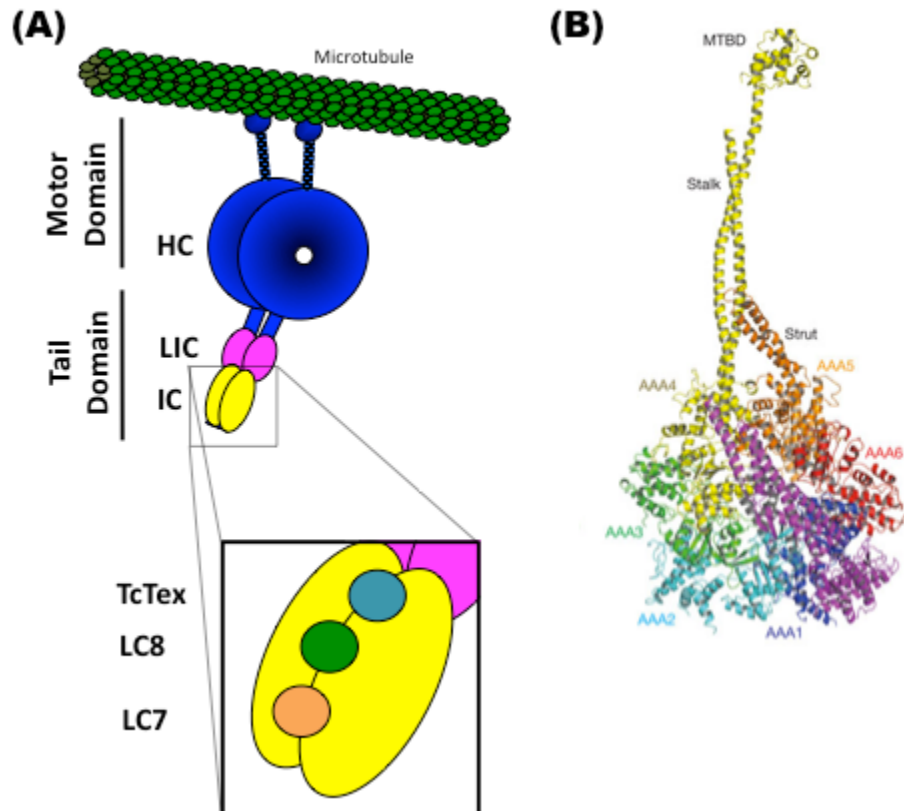 (A)
Microtubule
Motor
Domain
HC
Tail
Domain
LIC
IC
TcTex
LC8
LC7
(B)
MTBD
Stalk
Strut
AAA5
AAA4
AAA6
AAA3
AAA2
AAA1